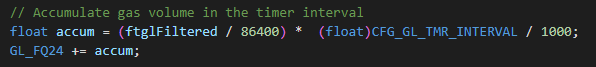 // Accumulate gas volume in the timer interval
float accum = (ftglFiltered / 86400) *  (float)CFG_GL_TMR_INTERVAL / 1000;
GL_FQ24 += accum;